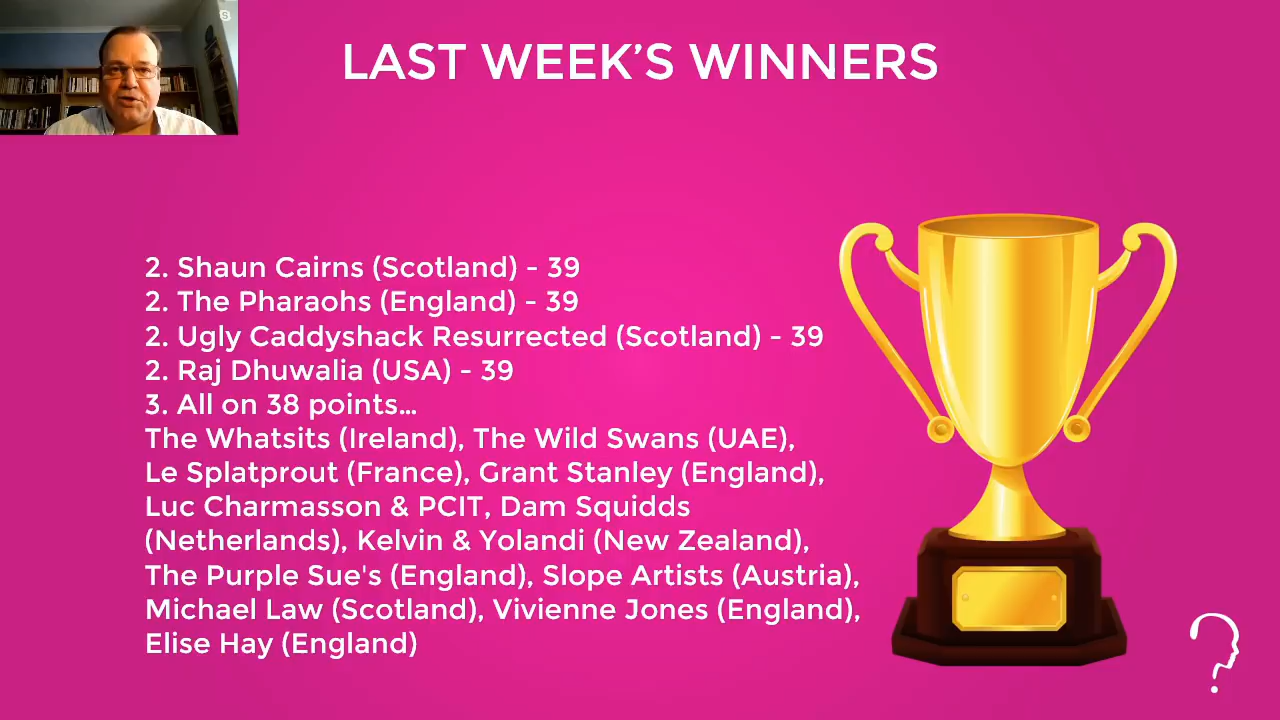 LAST WEEK’S WINNERS
2. Shaun Cairns (Scotland) - 39
2. The Pharaohs (England) - 39
2. Ugly Caddyshack Resurrected (Scotland) - 39
2. Raj Dhuwalia (USA) - 39
3. All on 38 points...
The Whatsits (Ireland), The Wild Swans (UAE),
Le Splatprout (France), Grant Stanley (England),
Luc Charmasson & PCIT, Dam Squidds
(Netherlands), Kelvin & Yolandi (New Zealand),
The Purple Sue's (England), Slope Artists (Austria),
Michael Law (Scotland), Vivienne Jones (England),
Elise Hay (England)